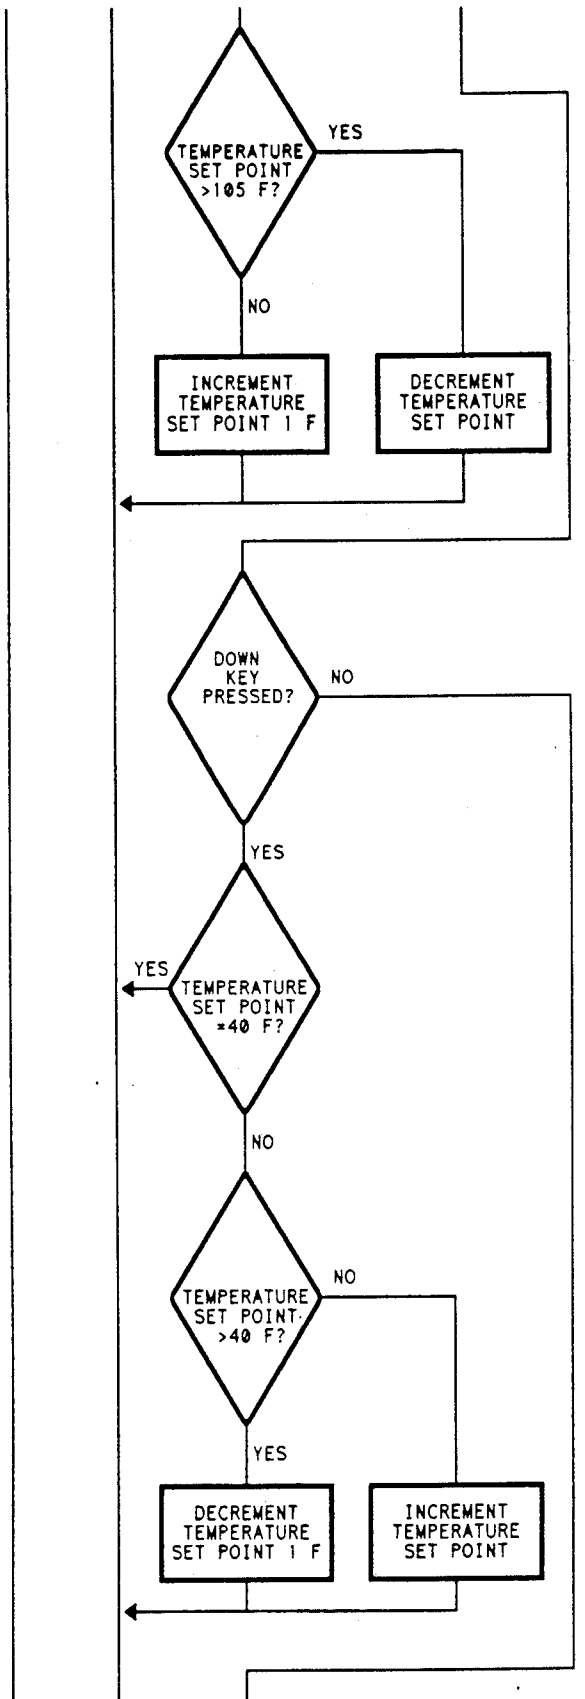 YES
TEMPERATURE
SET POINT
>105 F?
NO
INCREMENT
TEMPERATURE
SET POINT 1 F
DECREMENT
TEMPERATURE
SET POINT
DOWN
KEY
PRESSED?
NO
YES
YES
TEMPERATURE
SET POINT
=40 F?
NO
NO
TEMPERATURE
SET POINT
>40 F?
YES
DECREMENT
TEMPERATURE
SET POINT 1 F
INCREMENT
TEMPERATURE
SET POINT